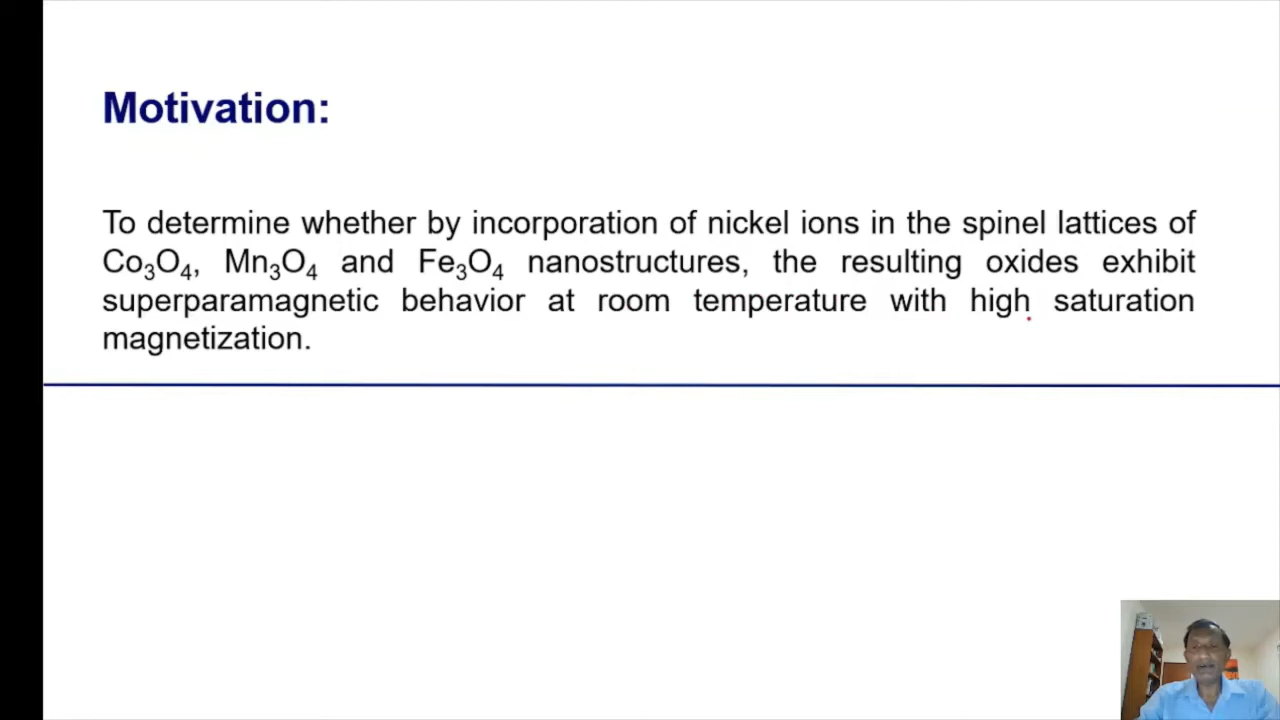 Motivation:
To determine whether by incorporation of nickel ions in the spinel lattices of
Co₃O₄, Mn₃O₄ and Fe₃O₄ nanostructures, the resulting oxides exhibit
superparamagnetic behavior at room temperature with high saturation
magnetization.